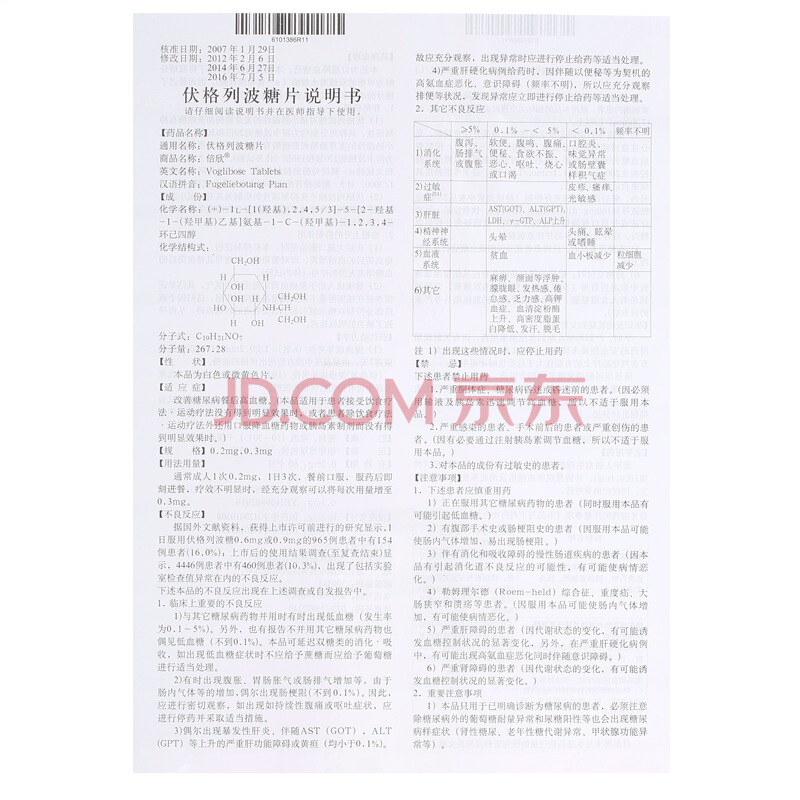 6101386R11
核准日期：2007年1月29日
修改日期：2012年2月6日
2014年6月27日
2016年7月5日
伏格列波糖片说明书
请仔细阅读说明书并在医师指导下使用。
【药品名称】
通用名称：伏格列波糖片
商品名称：倍欣®
英文名称：Voglibose Tablets
汉语拼音：Fugeliebotang Pian
【成 份】
化学名称：(+)-1L-[1(羟基),2,4,5/3]-5-[2-羟基
-1-(羟甲基)乙基]氨基-1-C-(羟甲基)-1,2,3,4-
环己四醇
化学结构式：
CH₂OH
H H
OH
OH H CH₂OH
HO NH-CH
H OH CH₂OH
分子式：C₁₀H₂₁NO₇
分子量：267.28
【性 状】
本品为白色或微黄色片。
【适 应 症】
改善糖尿病餐后高血糖。本品适用于患者接受饮食疗
法·运动疗法没有得到明显效果时，或者患者除饮食疗法
·运动疗法外还用口服降血糖药物或胰岛素制剂而没有得
到明显效果时。）
【规 格】0.2mg,0.3mg
【用法用量】
通常成人1次0.2mg，1日3次，餐前口服，服药后即
刻进餐，疗效不明显时，经充分观察可以将每次用量增至
0.3mg。
【不良反应】
据国外文献资料，获得上市许可前进行的研究显示，1
日服用伏格列波糖0.6mg或0.9mg的965例患者中有154
例患者(16.0%)；上市后的使用结果调查(至复查结束)显
示，4446例患者中有460例患者(10.3%)，出现了包括实验
室检查值异常在内的不良反应。
下述本品的不良反应出现在上述调查或自发报告中。
1. 临床上重要的不良反应
1)与其它糖尿病药物并用时有时出现低血糖（发生率
为0.1~5%）。另外，也有报告不并用其它糖尿病药物也
偶见低血糖（不到0.1%）。本品可延迟双糖类的消化·吸
收，如出现低血糖症状时不应给予蔗糖而应给予葡萄糖
进行适当处理。
2)有时出现腹胀、胃肠胀气或肠排气增加等，由于
肠内气体等的增加，偶尔出现肠梗阻(不到0.1%)。因此，
应进行密切观察，如出现如持续性腹痛或呕吐症状，应
进行停药并采取适当措施。
3)偶尔出现暴发性肝炎、伴随AST (GOT)，ALT
(GPT) 等上升的严重肝功能障碍或黄疸（均小于0.1%）。
故应充分观察，出现异常时应进行停止给药等适当处理。
4)严重肝硬化病例给药时，因伴随以便秘等为契机的
高氨血症恶化、意识障碍（频率不明），所以应充分观察
排便等状况，发现异常应立即进行停止给药等适当处理。
2. 其它不良反应
≥5% 0.1%-<5% <0.1% 频率不明
1)消化系统 腹泻、肠排气或腹胀 软便、腹鸣、腹痛、便秘、食欲不振、恶心、呕吐、烧心或口渴 口腔炎、味觉异常或肠壁囊样积气症
2)过敏症 注1) 皮疹、瘙痒、光敏感
3)肝脏 AST(GOT)，ALT(GPT)，LDH，γ-GTP，ALP上升
4)精神神经系统 头晕 头痛、眩晕或嗜睡
5)血液系统 贫血 血小板减少 粒细胞减少
6)其它 麻痹、颜面等浮肿、朦胧眼、发热感、倦怠感、乏力感、高钾血症、血清淀粉酶上升、高密度脂蛋白降低、发汗、脱毛
注 1) 出现这些情况时，应停止用药
【禁 忌】
下述患者禁止用药
1.严重酮体症、糖尿病昏迷或昏迷前的患者。（因必须
用输液及胰岛素迅速调节高血糖，所以不适于服用本
品。）
2.严重感染的患者、手术前后的患者或严重创伤的患
者。（因有必要通过注射胰岛素调节血糖，所以不适于服
用本品。）
3.对本品的成份有过敏史的患者。
【注意事项】
1. 下述患者应慎重用药
1) 正在服用其它糖尿病药物的患者（同时服用本品有
可能引起低血糖。）
2) 有腹部手术史或肠梗阻史的患者（因服用本品可能
使肠内气体增加，易出现肠梗阻。）
3) 伴有消化和吸收障碍的慢性肠道疾病的患者（因本
品有引起消化道不良反应的可能性，有可能使病情恶
化。）
4) 勒姆理尔德（Roem-held）综合征、重度疝、大
肠狭窄和溃疡等患者。（因服用本品可能使肠内气体增
加，有可能使病情恶化。）
5) 严重肝障碍的患者（因代谢状态的变化，有可能诱
发血糖控制状况的显著变化。另外，在严重肝硬化病例
中，有可能出现高氨血症恶化同时伴随意识障碍。）
6) 严重肾障碍的患者（因代谢状态的变化，有可能诱
发血糖控制状况的显著变化。）
2. 重要注意事项
1) 本品只用于已明确诊断为糖尿病的患者，必须注意
除糖尿病外的葡萄糖耐量异常和尿糖阳性等也会出现糖尿
病样症状（肾性糖尿、老年性糖代谢异常、甲状腺功能异
常等）。
JD.COM 京东